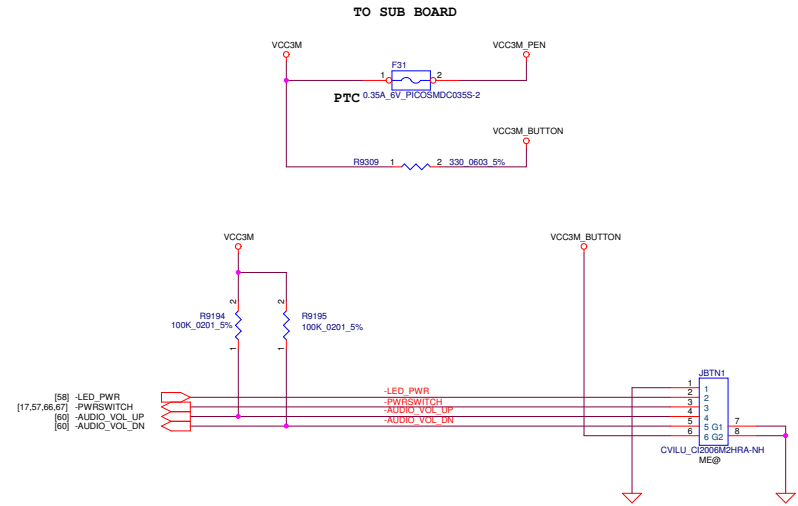 TO SUB BOARD
VCC3M
VCC3M_PEN
F31
1
2
PTC
0.35A_6V_PICOSMDC035S-2
VCC3M_BUTTON
R9309
1
2
330_0603_5%
VCC3M
VCC3M_BUTTON
2
2
R9194
100K_0201_5%
R9195
100K_0201_5%
1
1
JBTN1
[58] -LED_PWR
[17,57,66,67] -PWRSWITCH
[60] -AUDIO_VOL_UP
[60] -AUDIO_VOL_DN
-LED_PWR
-PWRSWITCH
-AUDIO_VOL_UP
-AUDIO_VOL_DN
1 1
2 2
3 3
4 4
5 5 G1 7
6 6 G2 8
CVILU_CI2006M2HRA-NH
ME@